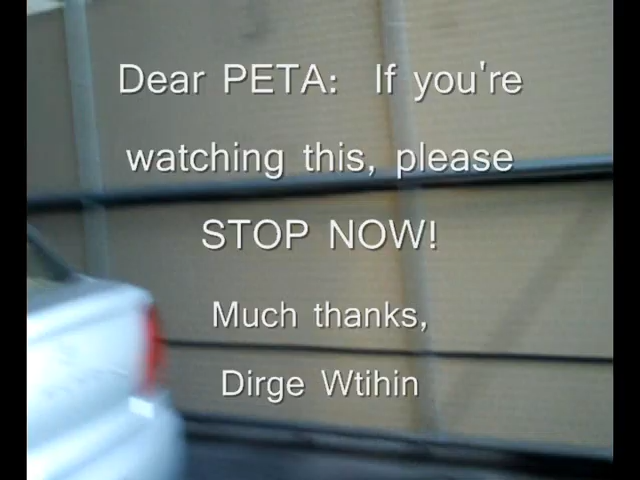 Dear PETA: If you're
watching this, please
STOP NOW!
Much thanks,
Dirge Wtihin